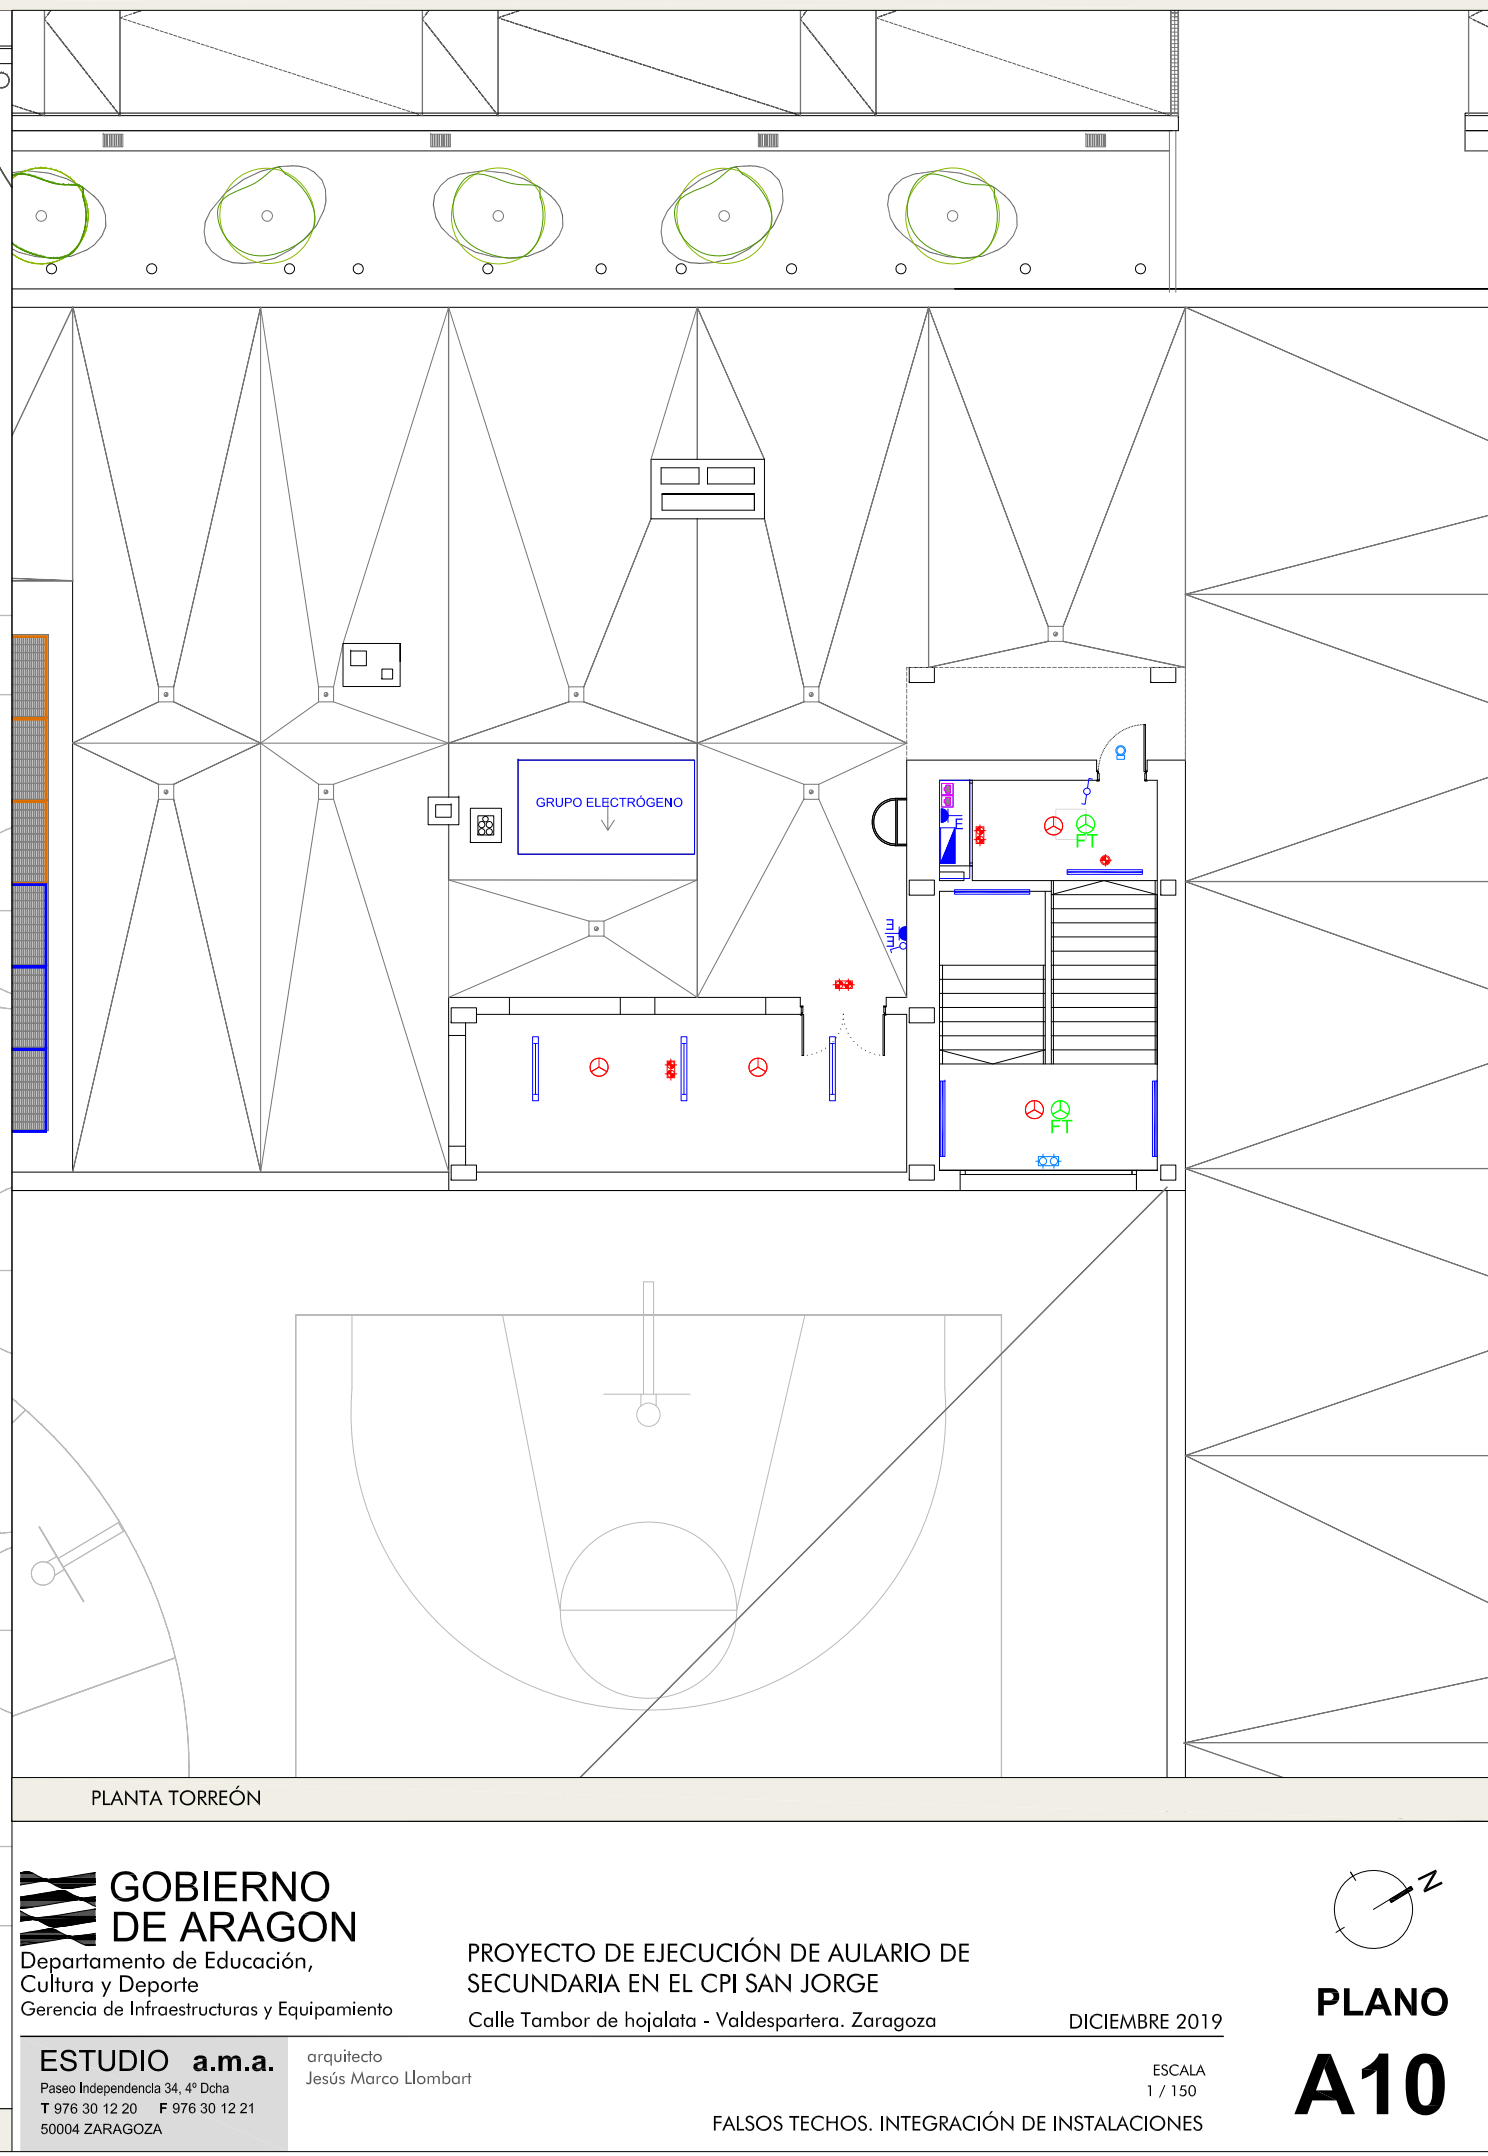 GRUPO ELECTRÓGENO
E
FT
E
E
FT
PLANTA TORREÓN
GOBIERNO
DE ARAGON
Departamento de Educación,
Cultura y Deporte
Gerencia de Infraestructuras y Equipamiento
PROYECTO DE EJECUCIÓN DE AULARIO DE
SECUNDARIA EN EL CPI SAN JORGE
Calle Tambor de hojalata - Valdespartera. Zaragoza
DICIEMBRE 2019
N
PLANO
A10
ESTUDIO a.m.a.
Paseo Independencia 34, 4º Dcha
T 976 30 12 20 F 976 30 12 21
50004 ZARAGOZA
arquitecto
Jesús Marco Llombart
ESCALA
1 / 150
FALSOS TECHOS. INTEGRACIÓN DE INSTALACIONES